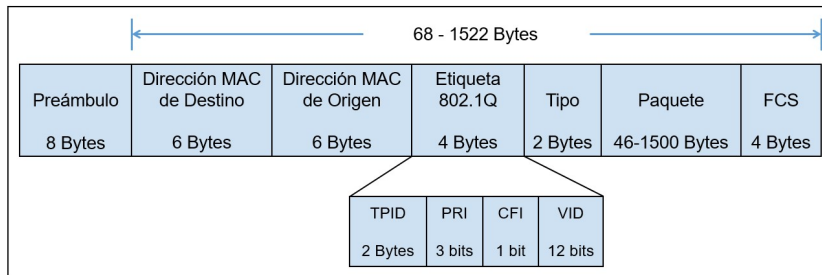 68 - 1522 Bytes
Preámbulo
8 Bytes
Dirección MAC
de Destino
6 Bytes
Dirección MAC
de Origen
6 Bytes
Etiqueta
802.1Q
4 Bytes
Tipo
2 Bytes
Paquete
46-1500 Bytes
FCS
4 Bytes
TPID
2 Bytes
PRI
3 bits
CFI
1 bit
VID
12 bits